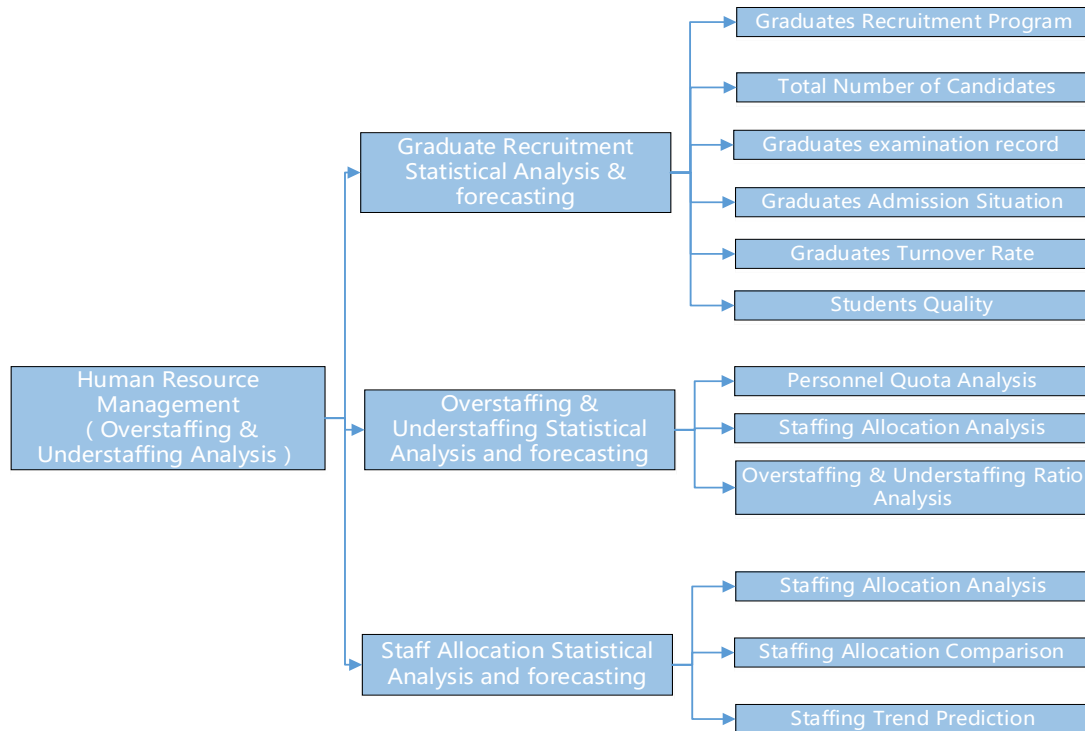 Graduates Recruitment Program
Total Number of Candidates
Graduate Recruitment
Statistical Analysis &
forecasting
Graduates examination record
Graduates Admission Situation
Graduates Turnover Rate
Students Quality
Human Resource
Management
( Overstaffing &
Understaffing Analysis )
Overstaffing &
Understaffing Statistical
Analysis and forecasting
Personnel Quota Analysis
Staffing Allocation Analysis
Overstaffing & Understaffing Ratio
Analysis
Staff Allocation Statistical
Analysis and forecasting
Staffing Allocation Analysis
Staffing Allocation Comparison
Staffing Trend Prediction